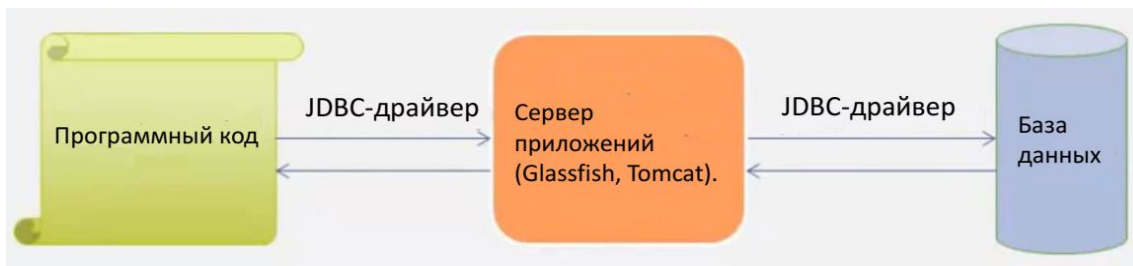 Программный код
JDBC-драйвер
Сервер
приложений
(Glassfish, Tomcat).
JDBC-драйвер
База
данных